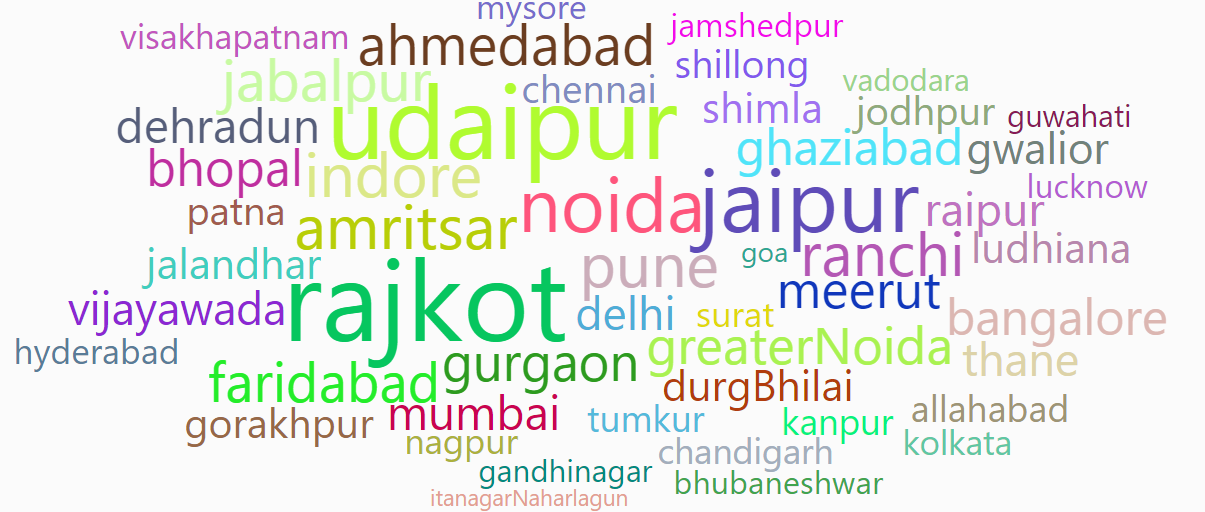 mysore
jamshedpur
visakhapatnam
ahmedabad
shillong
jabalpur
chennai
vadodara
udaipur
shimla
jodhpur
guwahati
dehradun
ghaziabad
gwalior
bhopal
indore
lucknow
patna
amritsar
noida
jaipur
raipur
jalandhar
pune
goa
ranchi
ludhiana
vijayawada
rajkot
delhi
surat
meerut
bangalore
hyderabad
faridabad
gurgaon
greaterNoida
thane
durgBhilai
gorakhpur
mumbai
tumkur
kanpur
allahabad
nagpur
chandigarh
kolkata
gandhinagar
bhubaneshwar
itanagarNaharlagun